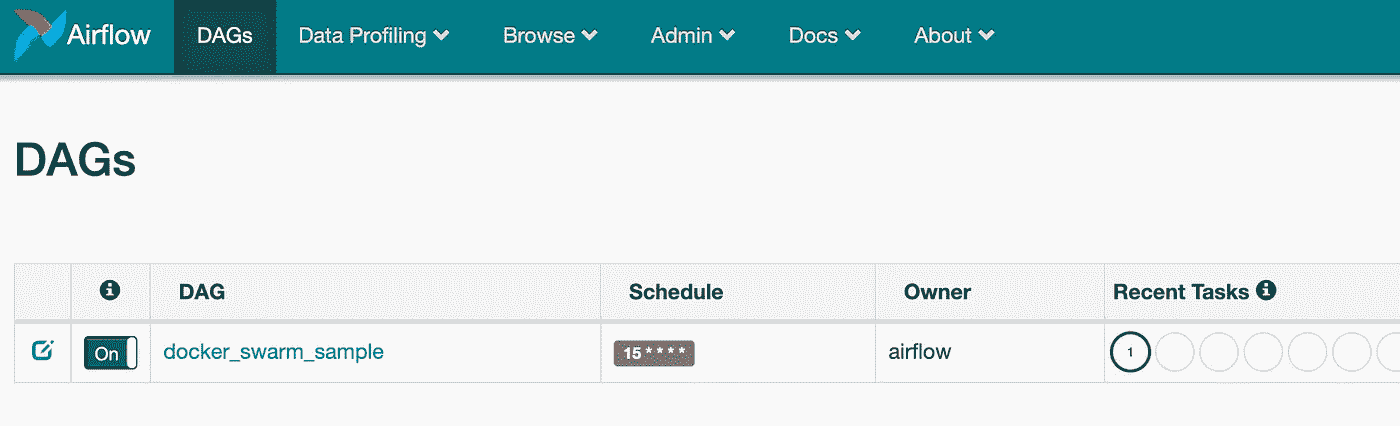 Airflow DAGs Data Profiling Browse Admin Docs About
DAGs
DAG Schedule Owner Recent Tasks
On docker_swarm_sample 15 * * * * airflow 1